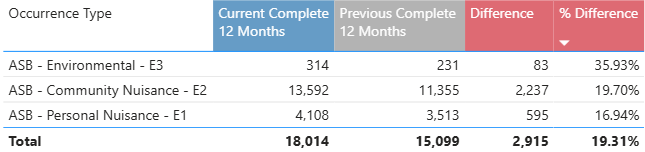 Occurrence Type Current Complete 12 Months Previous Complete 12 Months Difference % Difference
ASB - Environmental - E3 314 231 83 35.93%
ASB - Community Nuisance - E2 13,592 11,355 2,237 19.70%
ASB - Personal Nuisance - E1 4,108 3,513 595 16.94%
Total 18,014 15,099 2,915 19.31%